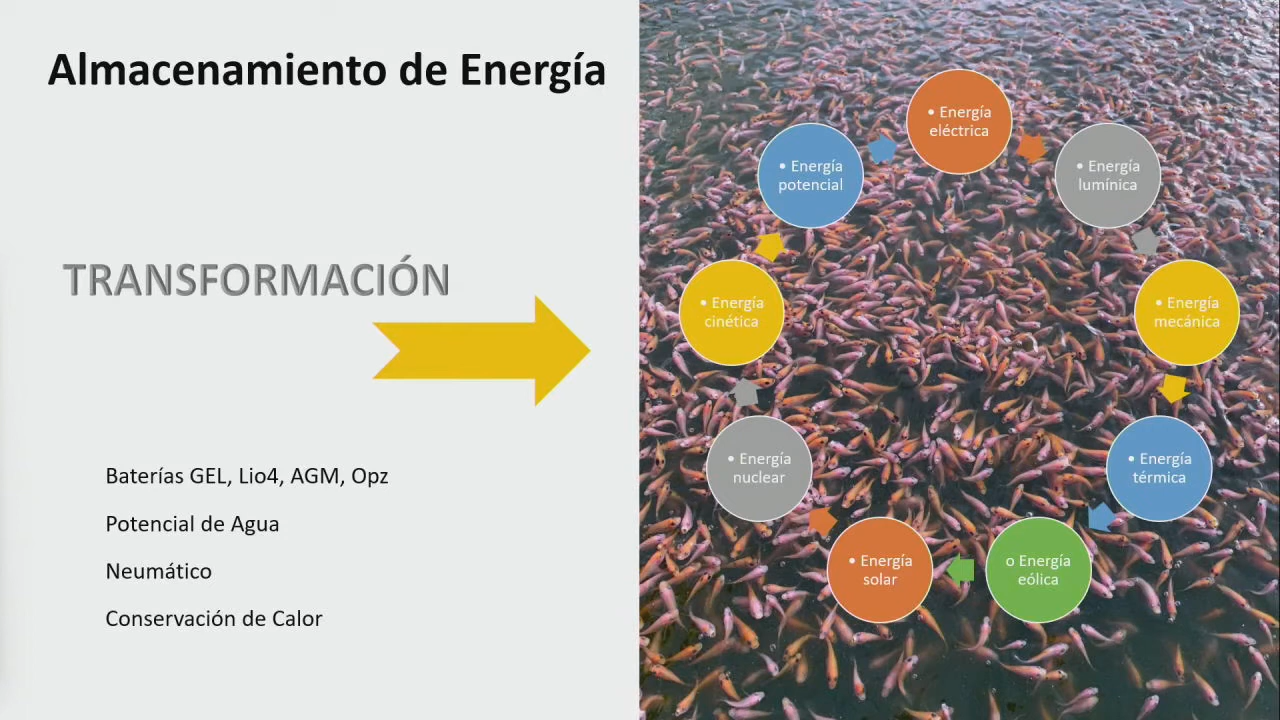 Almacenamiento de Energía
TRANSFORMACIÓN
Baterías GEL, Lio4, AGM, Opz
Potencial de Agua
Neumático
Conservación de Calor
• Energía
eléctrica
• Energía
lumínica
• Energía
mecánica
• Energía
térmica
o Energía
eólica
• Energía
solar
• Energía
nuclear
• Energía
cinética
• Energía
potencial